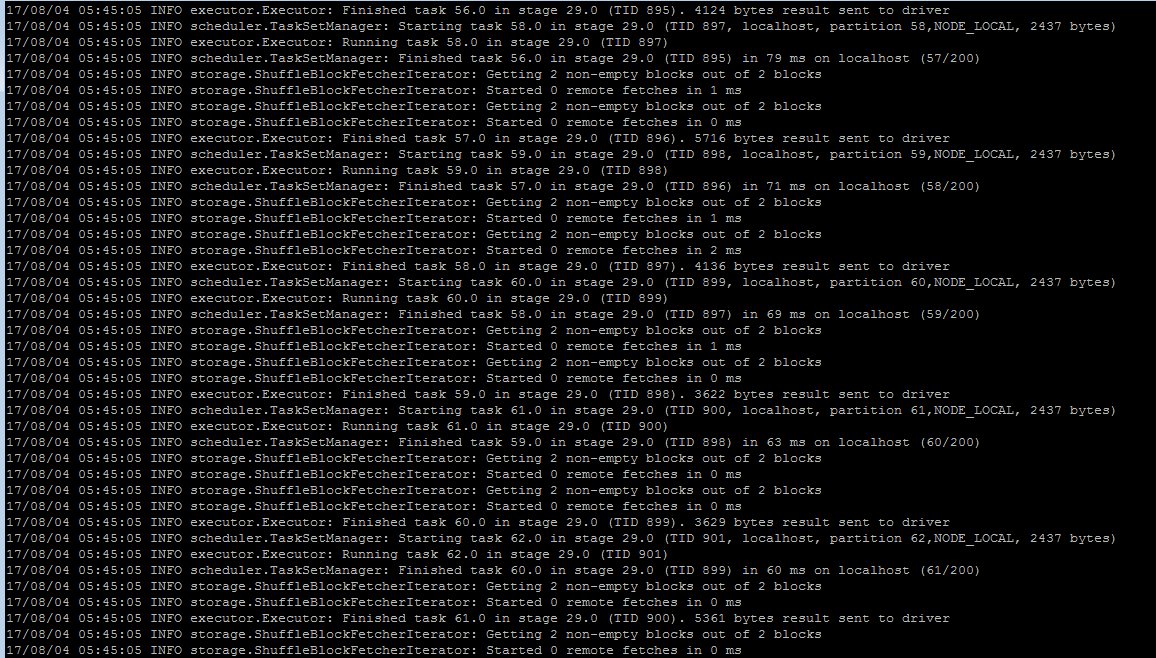 17/08/04 05:45:05 INFO executor.Executor: Finished task 56.0 in stage 29.0 (TID 895). 4124 bytes result sent to driver
17/08/04 05:45:05 INFO scheduler.TaskSetManager: Starting task 58.0 in stage 29.0 (TID 897, localhost, partition 58,NODE_LOCAL, 2437 bytes)
17/08/04 05:45:05 INFO executor.Executor: Running task 58.0 in stage 29.0 (TID 897)
17/08/04 05:45:05 INFO scheduler.TaskSetManager: Finished task 56.0 in stage 29.0 (TID 895) in 79 ms on localhost (57/200)
17/08/04 05:45:05 INFO storage.ShuffleBlockFetcherIterator: Getting 2 non-empty blocks out of 2 blocks
17/08/04 05:45:05 INFO storage.ShuffleBlockFetcherIterator: Started 0 remote fetches in 1 ms
17/08/04 05:45:05 INFO storage.ShuffleBlockFetcherIterator: Getting 2 non-empty blocks out of 2 blocks
17/08/04 05:45:05 INFO storage.ShuffleBlockFetcherIterator: Started 0 remote fetches in 0 ms
17/08/04 05:45:05 INFO executor.Executor: Finished task 57.0 in stage 29.0 (TID 896). 5716 bytes result sent to driver
17/08/04 05:45:05 INFO scheduler.TaskSetManager: Starting task 59.0 in stage 29.0 (TID 898, localhost, partition 59,NODE_LOCAL, 2437 bytes)
17/08/04 05:45:05 INFO executor.Executor: Running task 59.0 in stage 29.0 (TID 898)
17/08/04 05:45:05 INFO scheduler.TaskSetManager: Finished task 57.0 in stage 29.0 (TID 896) in 71 ms on localhost (58/200)
17/08/04 05:45:05 INFO storage.ShuffleBlockFetcherIterator: Getting 2 non-empty blocks out of 2 blocks
17/08/04 05:45:05 INFO storage.ShuffleBlockFetcherIterator: Started 0 remote fetches in 1 ms
17/08/04 05:45:05 INFO storage.ShuffleBlockFetcherIterator: Getting 2 non-empty blocks out of 2 blocks
17/08/04 05:45:05 INFO storage.ShuffleBlockFetcherIterator: Started 0 remote fetches in 2 ms
17/08/04 05:45:05 INFO executor.Executor: Finished task 58.0 in stage 29.0 (TID 897). 4136 bytes result sent to driver
17/08/04 05:45:05 INFO scheduler.TaskSetManager: Starting task 60.0 in stage 29.0 (TID 899, localhost, partition 60,NODE_LOCAL, 2437 bytes)
17/08/04 05:45:05 INFO executor.Executor: Running task 60.0 in stage 29.0 (TID 899)
17/08/04 05:45:05 INFO scheduler.TaskSetManager: Finished task 58.0 in stage 29.0 (TID 897) in 69 ms on localhost (59/200)
17/08/04 05:45:05 INFO storage.ShuffleBlockFetcherIterator: Getting 2 non-empty blocks out of 2 blocks
17/08/04 05:45:05 INFO storage.ShuffleBlockFetcherIterator: Started 0 remote fetches in 1 ms
17/08/04 05:45:05 INFO storage.ShuffleBlockFetcherIterator: Getting 2 non-empty blocks out of 2 blocks
17/08/04 05:45:05 INFO storage.ShuffleBlockFetcherIterator: Started 0 remote fetches in 0 ms
17/08/04 05:45:05 INFO executor.Executor: Finished task 59.0 in stage 29.0 (TID 898). 3622 bytes result sent to driver
17/08/04 05:45:05 INFO scheduler.TaskSetManager: Starting task 61.0 in stage 29.0 (TID 900, localhost, partition 61,NODE_LOCAL, 2437 bytes)
17/08/04 05:45:05 INFO executor.Executor: Running task 61.0 in stage 29.0 (TID 900)
17/08/04 05:45:05 INFO scheduler.TaskSetManager: Finished task 59.0 in stage 29.0 (TID 898) in 63 ms on localhost (60/200)
17/08/04 05:45:05 INFO storage.ShuffleBlockFetcherIterator: Getting 2 non-empty blocks out of 2 blocks
17/08/04 05:45:05 INFO storage.ShuffleBlockFetcherIterator: Started 0 remote fetches in 0 ms
17/08/04 05:45:05 INFO storage.ShuffleBlockFetcherIterator: Getting 2 non-empty blocks out of 2 blocks
17/08/04 05:45:05 INFO storage.ShuffleBlockFetcherIterator: Started 0 remote fetches in 0 ms
17/08/04 05:45:05 INFO executor.Executor: Finished task 60.0 in stage 29.0 (TID 899). 3629 bytes result sent to driver
17/08/04 05:45:05 INFO scheduler.TaskSetManager: Starting task 62.0 in stage 29.0 (TID 901, localhost, partition 62,NODE_LOCAL, 2437 bytes)
17/08/04 05:45:05 INFO executor.Executor: Running task 62.0 in stage 29.0 (TID 901)
17/08/04 05:45:05 INFO scheduler.TaskSetManager: Finished task 60.0 in stage 29.0 (TID 899) in 60 ms on localhost (61/200)
17/08/04 05:45:05 INFO storage.ShuffleBlockFetcherIterator: Getting 2 non-empty blocks out of 2 blocks
17/08/04 05:45:05 INFO storage.ShuffleBlockFetcherIterator: Started 0 remote fetches in 0 ms
17/08/04 05:45:05 INFO executor.Executor: Finished task 61.0 in stage 29.0 (TID 900). 5361 bytes result sent to driver
17/08/04 05:45:05 INFO storage.ShuffleBlockFetcherIterator: Getting 2 non-empty blocks out of 2 blocks
17/08/04 05:45:05 INFO storage.ShuffleBlockFetcherIterator: Started 0 remote fetches in 0 ms